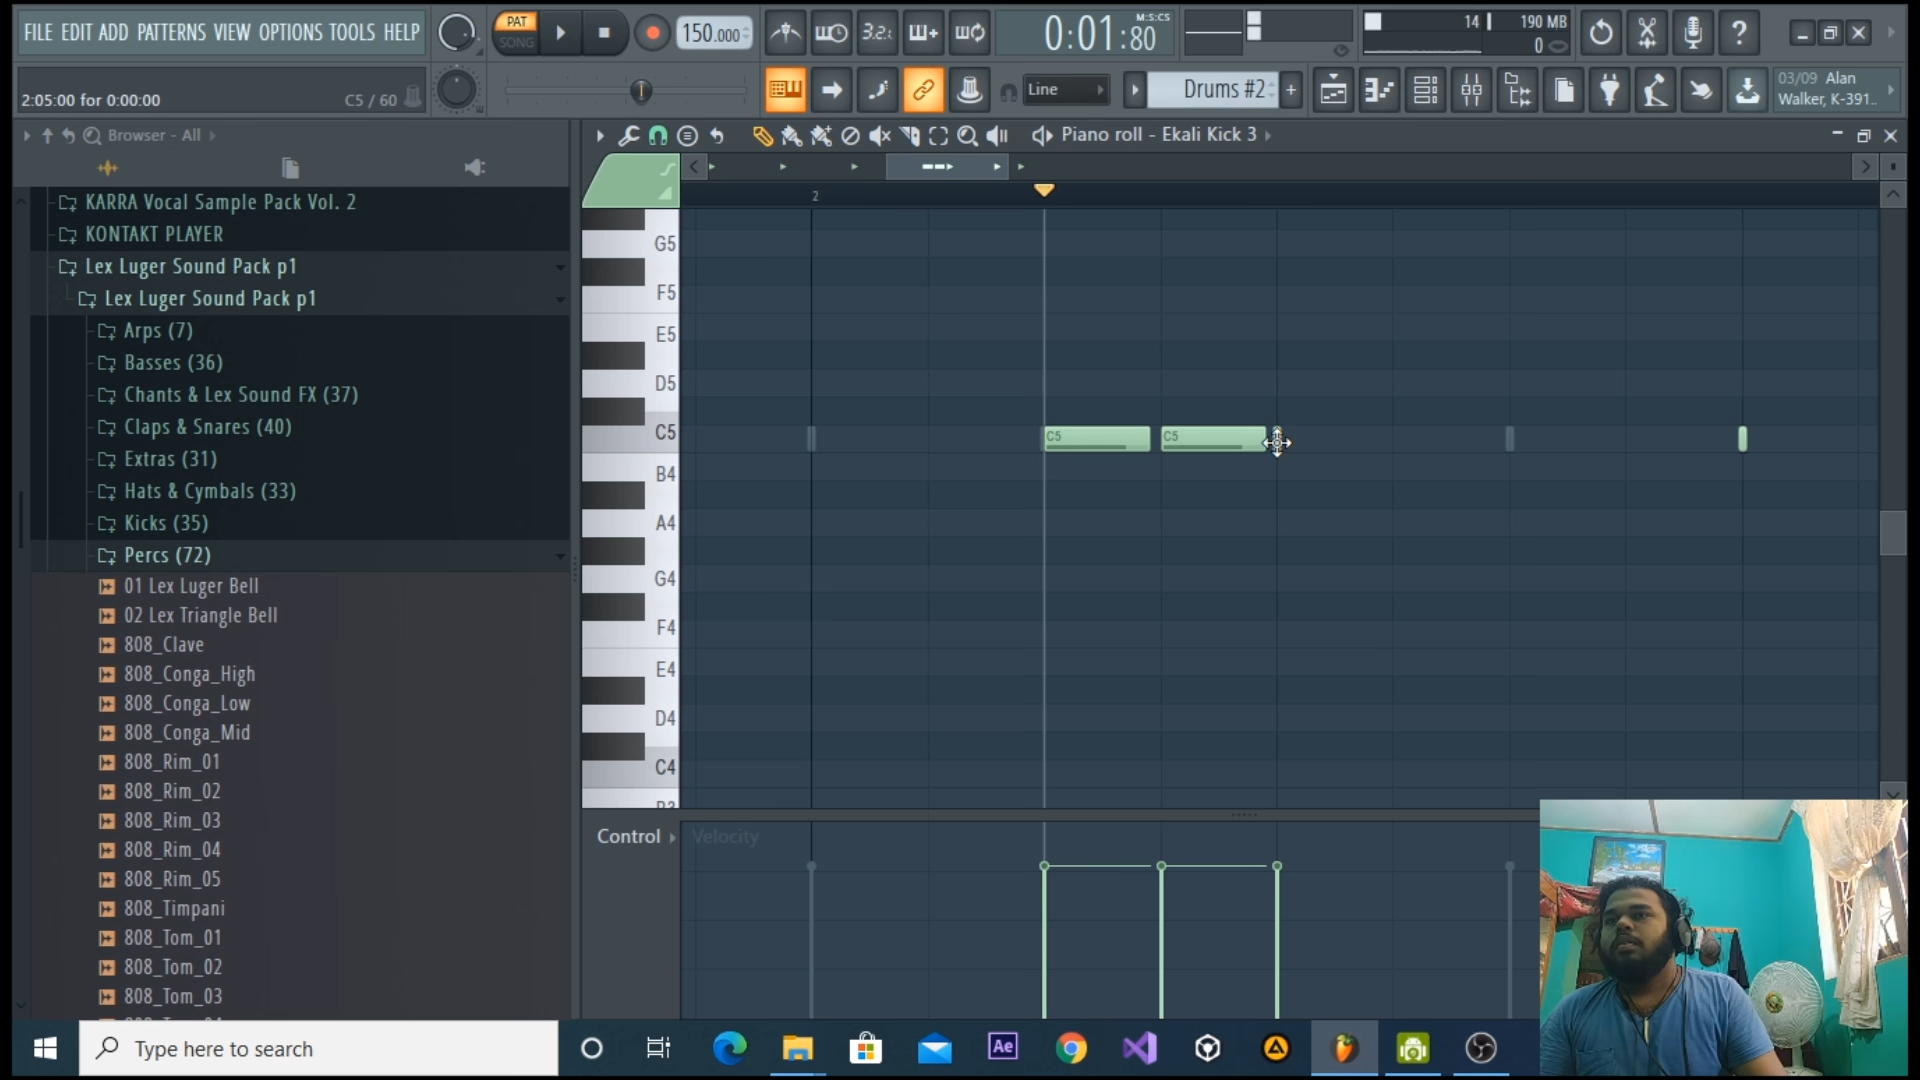 FILE EDIT ADD PATTERNS VIEW OPTIONS TOOLS HELP
PAT
SONG
150.000
3.2.
0:01:80
M:S:CS
14
190 MB
0
2:05:00 for 0:00:00
C5 / 60
Line
Drums #2
03/09 Alan
Walker, K-391..
Browser - All
Piano roll - Ekali Kick 3
2
KARRA Vocal Sample Pack Vol. 2
KONTAKT PLAYER
Lex Luger Sound Pack p1
Lex Luger Sound Pack p1
Arps (7)
Basses (36)
Chants & Lex Sound FX (37)
Claps & Snares (40)
Extras (31)
Hats & Cymbals (33)
Kicks (35)
Percs (72)
01 Lex Luger Bell
02 Lex Triangle Bell
808_Clave
808_Conga_High
808_Conga_Low
808_Conga_Mid
808_Rim_01
808_Rim_02
808_Rim_03
808_Rim_04
808_Rim_05
808_Timpani
808_Tom_01
808_Tom_02
808_Tom_03
G5
F5
E5
D5
C5
B4
A4
G4
F4
E4
D4
C4
C5
C5
Control
Velocity
Type here to search
Ae